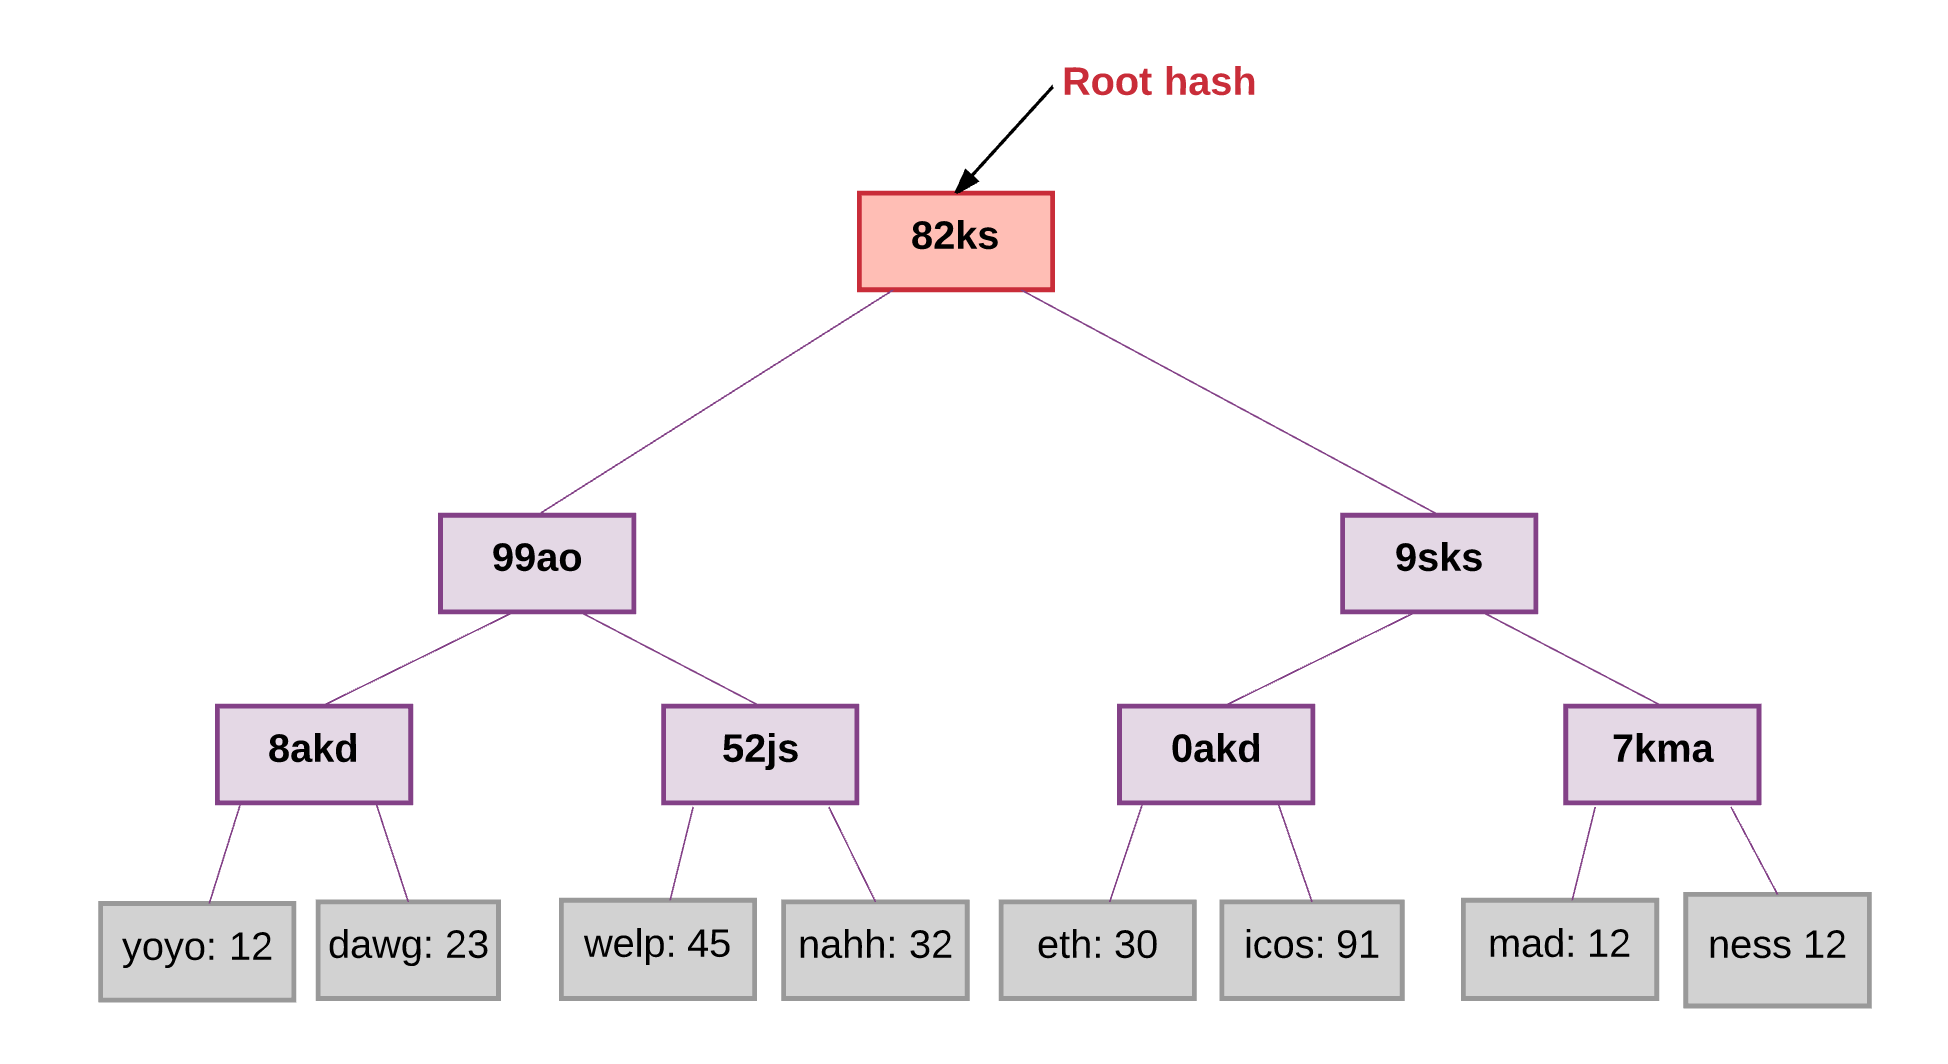 Root hash
82ks
99ao
9sks
8akd
52js
0akd
7kma
yoyo: 12
dawg: 23
welp: 45
nahh: 32
eth: 30
icos: 91
mad: 12
ness 12